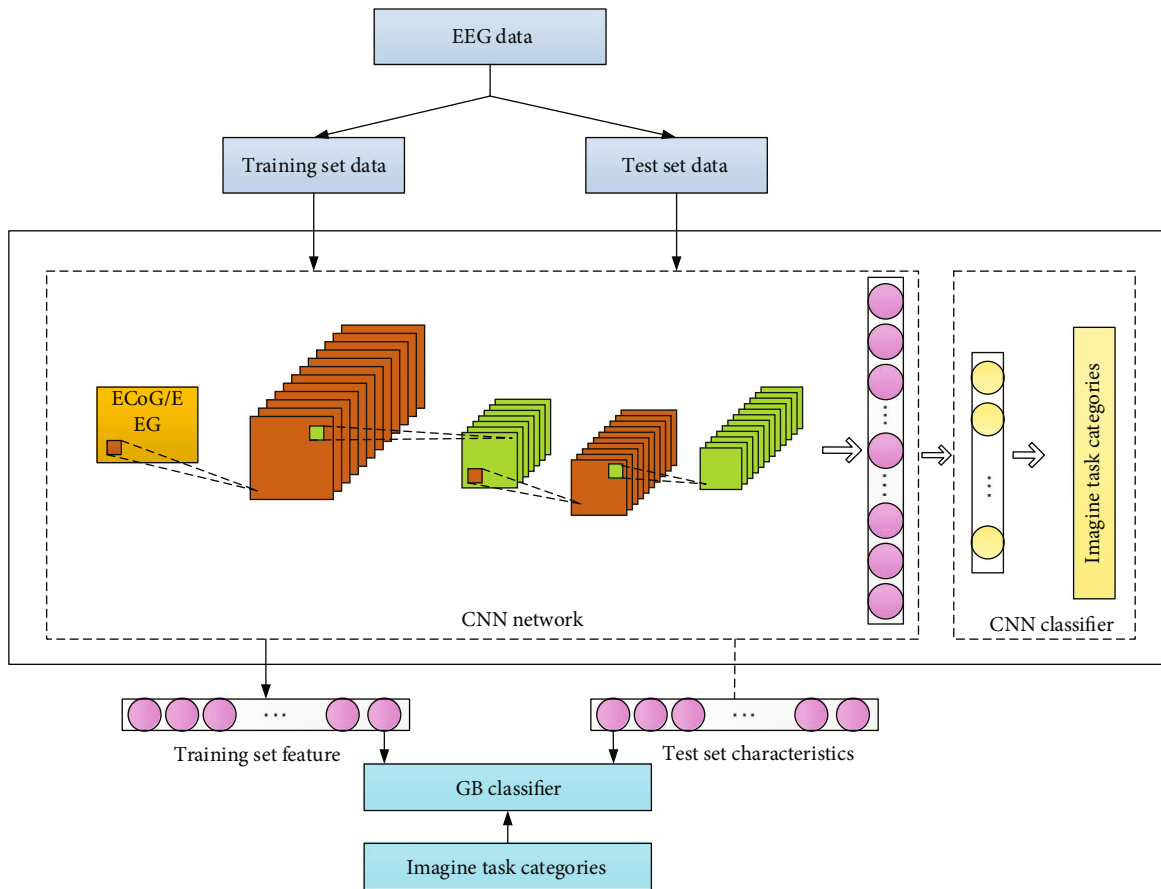 EEG data
Training set data
Test set data
ECoG/E
EG
...
...
...
Imagine task categories
CNN network
CNN classifier
...
...
Training set feature
Test set characteristics
GB classifier
Imagine task categories